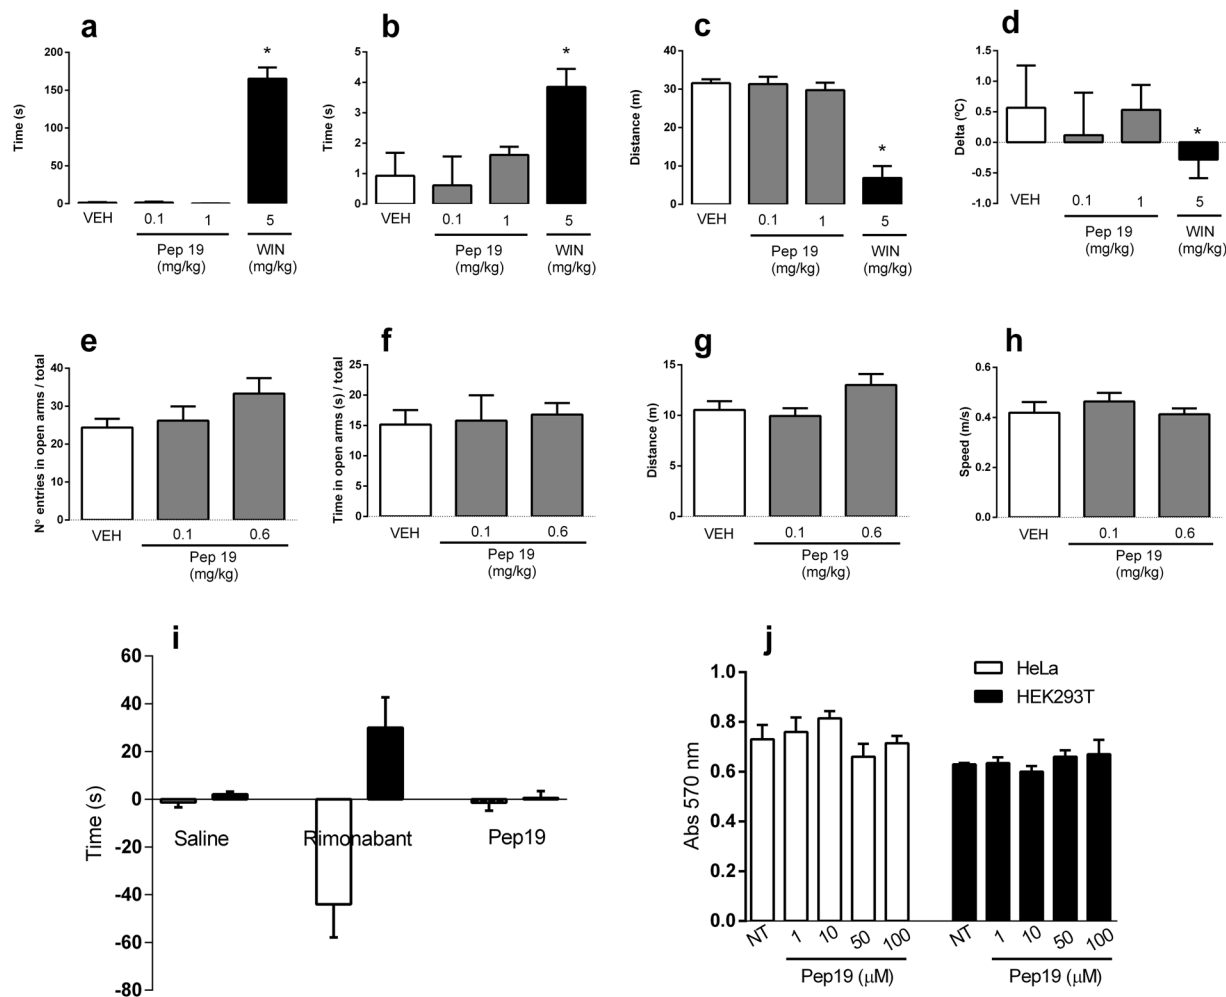 a
Time (s)
200
150
100
50
0
*
VEH
0.1
1
5
Pep 19
(mg/kg)
WIN
(mg/kg)
b
Time (s)
5
4
3
2
1
0
*
VEH
0.1
1
5
Pep 19
(mg/kg)
WIN
(mg/kg)
c
Distance (m)
40
30
20
10
0
*
VEH
0.1
1
5
Pep 19
(mg/kg)
WIN
(mg/kg)
d
Delta (ºC)
1.5
1.0
0.5
0.0
-0.5
-1.0
*
VEH
0.1
1
5
Pep 19
(mg/kg)
WIN
(mg/kg)
e
Nº entries in open arms / total
40
30
20
10
0
VEH
0.1
0.6
Pep 19
(mg/kg)
f
Time in open arms (s) / total
25
20
15
10
5
0
VEH
0.1
0.6
Pep 19
(mg/kg)
g
Distance (m)
15
10
5
0
VEH
0.1
0.6
Pep 19
(mg/kg)
h
Speed (m/s)
0.6
0.4
0.2
0.0
VEH
0.1
0.6
Pep 19
(mg/kg)
i
Time (s)
60
40
20
0
-20
-40
-60
-80
Saline
Rimonabant
Pep19
j
Abs 570 nm
1.0
0.8
0.6
0.4
0.2
0.0
HeLa
HEK293T
NT
1
10
50
100
Pep19 (µM)
NT
1
10
50
100
Pep19 (µM)